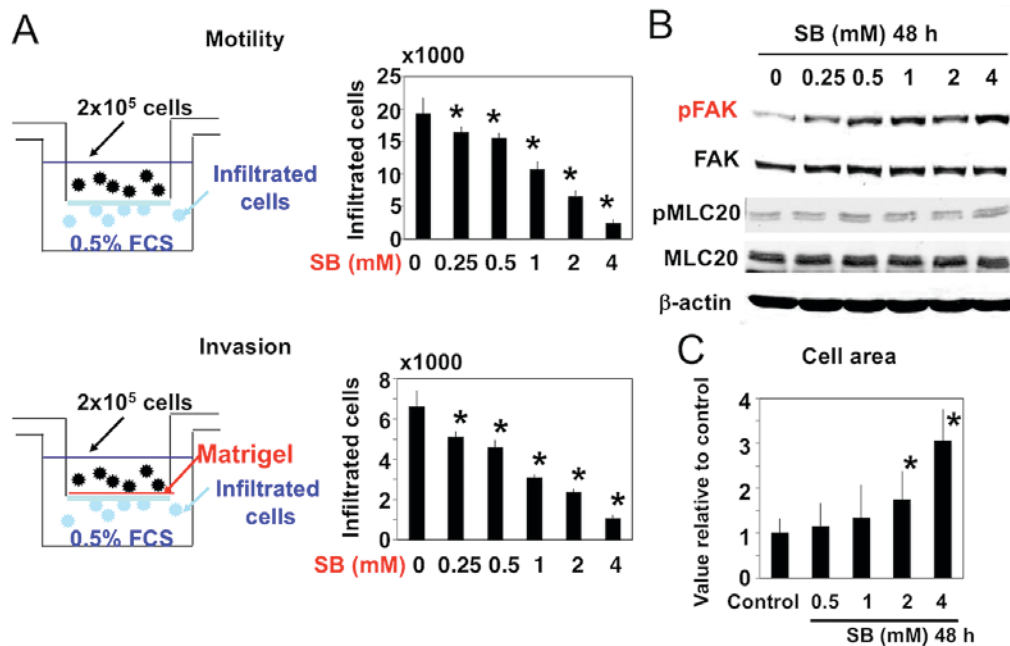 A
Motility
2x10⁵ cells
Infiltrated
cells
0.5% FCS
x1000
Infiltrated cells
25
20
15
10
5
0
* * * * *
SB (mM) 0 0.25 0.5 1 2 4
Invasion
2x10⁵ cells
Matrigel
Infiltrated
cells
0.5% FCS
x1000
Infiltrated cells
8
6
4
2
0
* * * * *
SB (mM) 0 0.25 0.5 1 2 4
B
SB (mM) 48 h
0 0.25 0.5 1 2 4
pFAK
FAK
pMLC20
MLC20
β-actin
C
Cell area
Value relative to control
4
3
2
1
0
* *
Control 0.5 1 2 4
SB (mM) 48 h